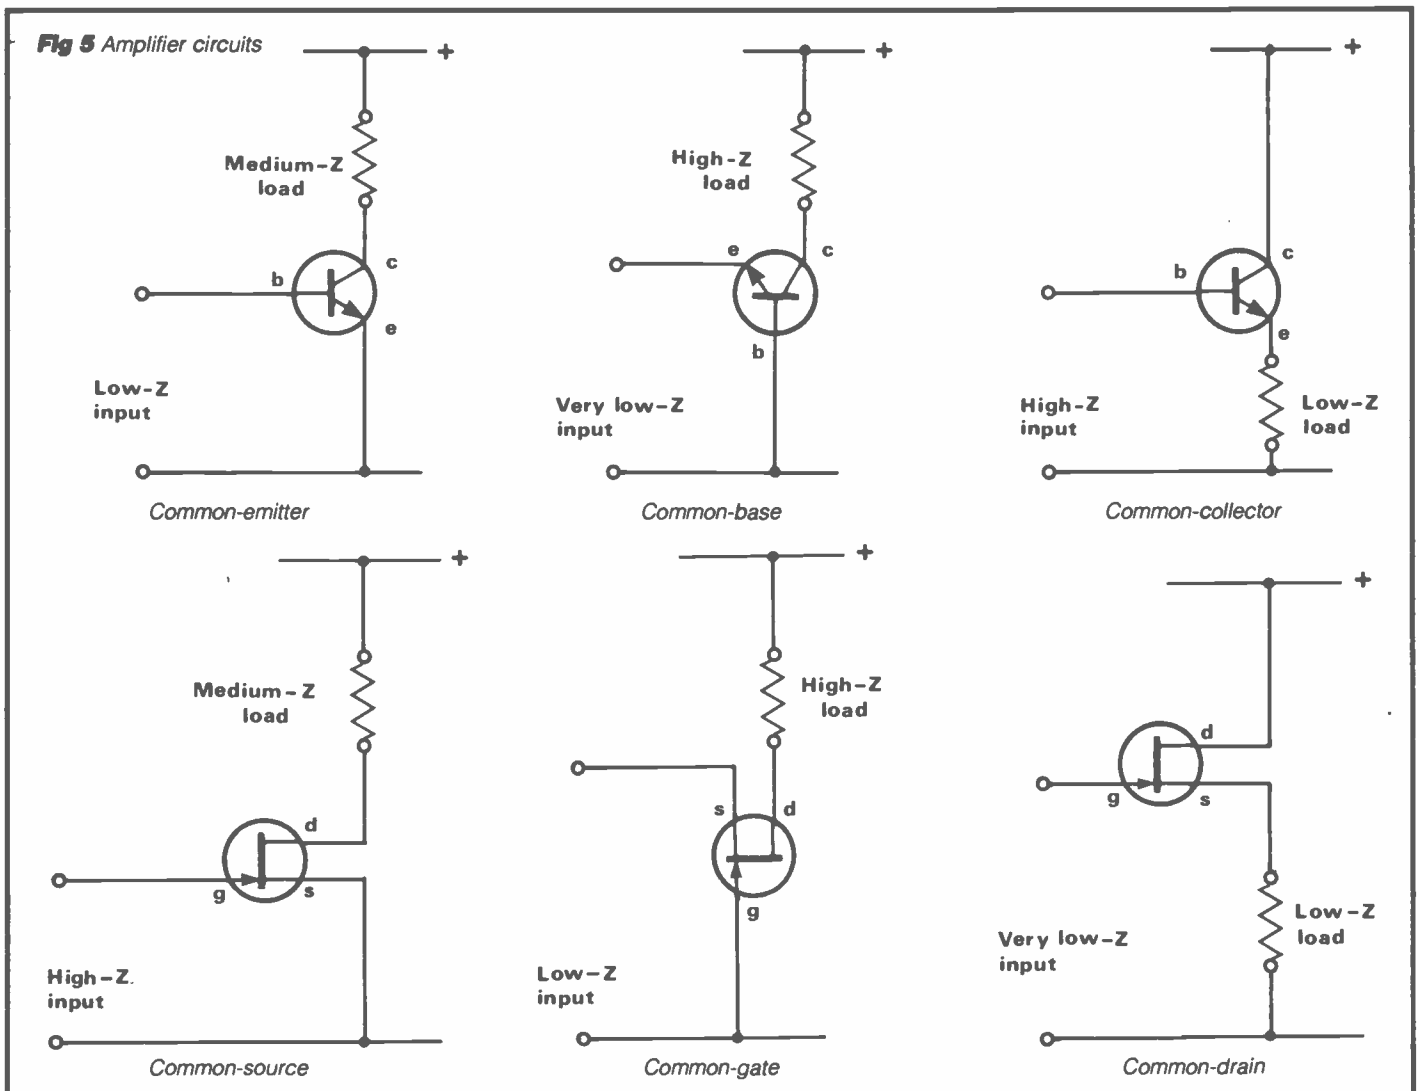 Fig 5 Amplifier circuits
+
Medium-Z
load
b
c
e
Low-Z
input
Common-emitter
+
High-Z
load
e
c
b
Very low-Z
input
Common-base
+
b
c
e
High-Z
input
Low-Z
load
Common-collector
+
Medium-Z
load
d
g
s
High-Z.
input
Common-source
+
High-Z
load
s
d
g
Low-Z
input
Common-gate
+
d
g
s
Very low-Z
input
Low-Z
load
Common-drain